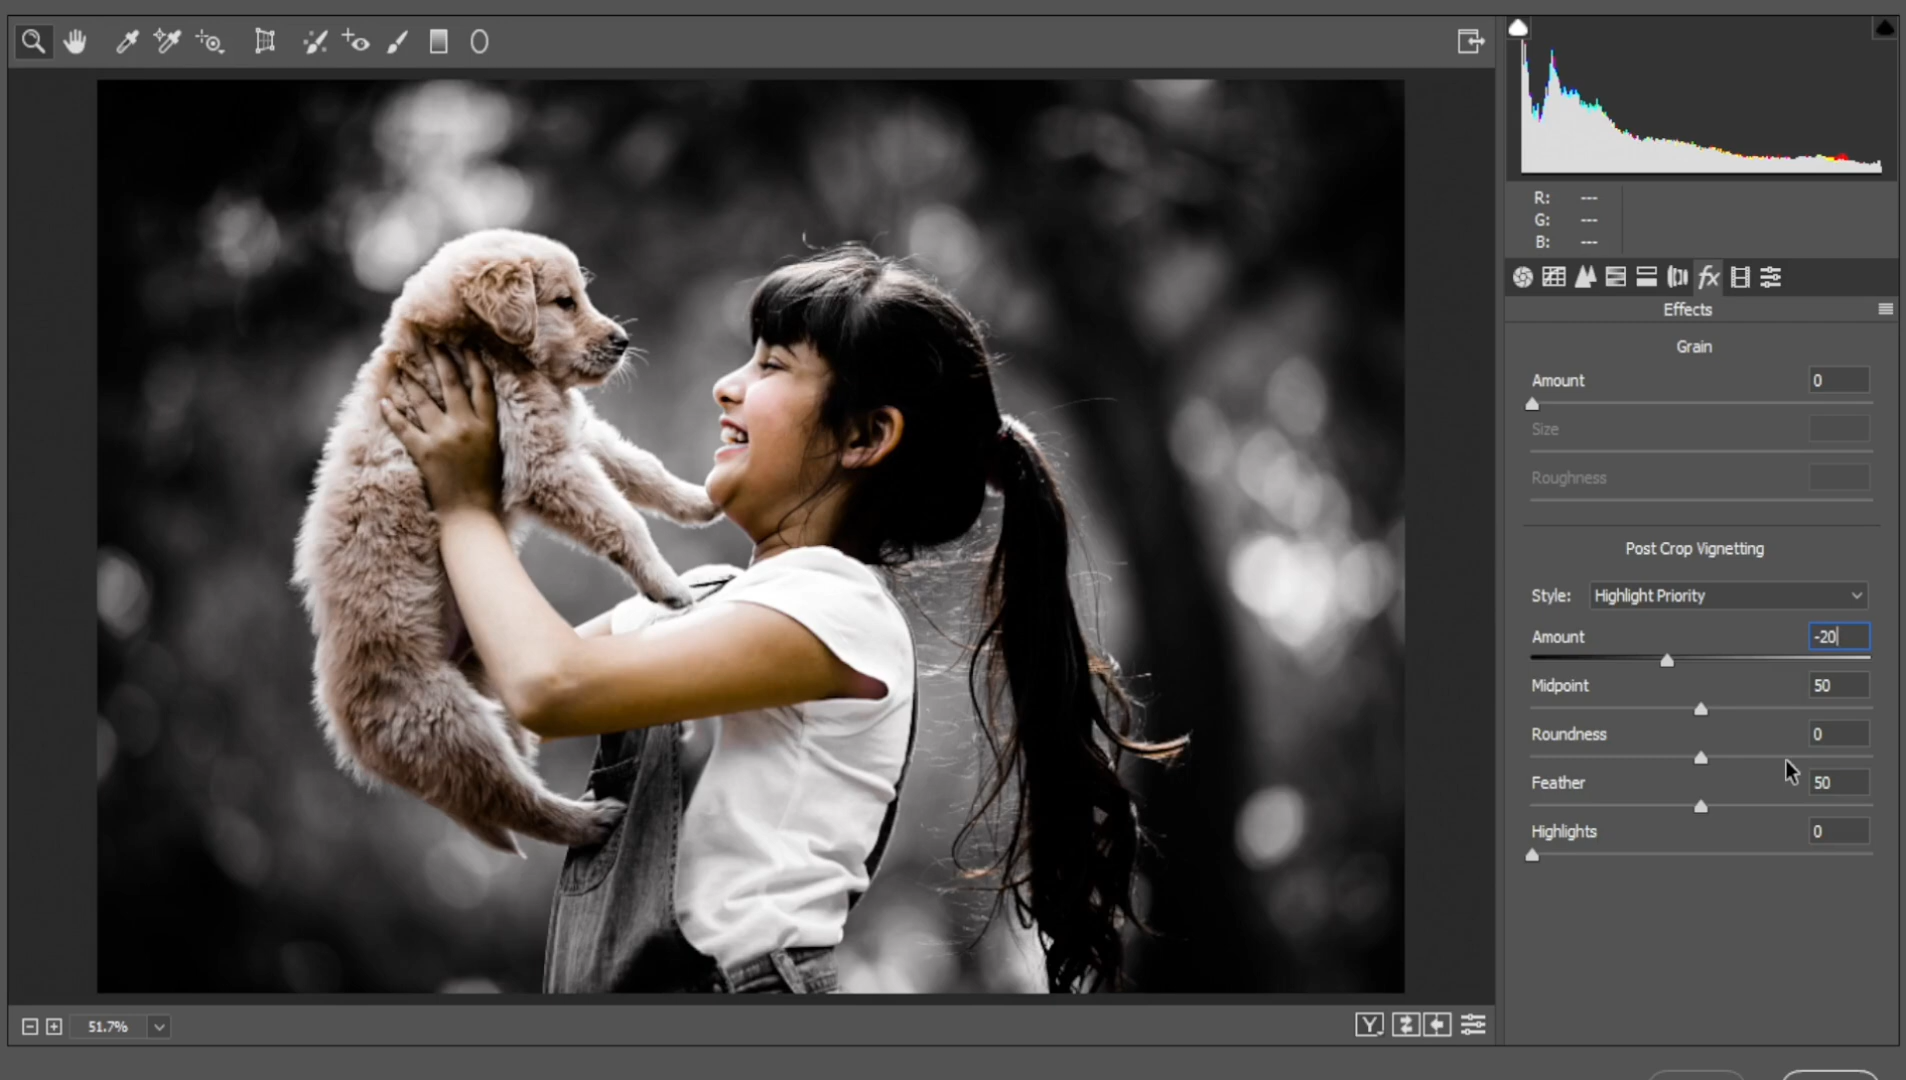 R: ---
G: ---
B: ---
fx
Effects
Grain
Amount 0
Size
Roughness
Post Crop Vignetting
Style: Highlight Priority
Amount -20
Midpoint 50
Roundness 0
Feather 50
Highlights 0
51.7%
Y